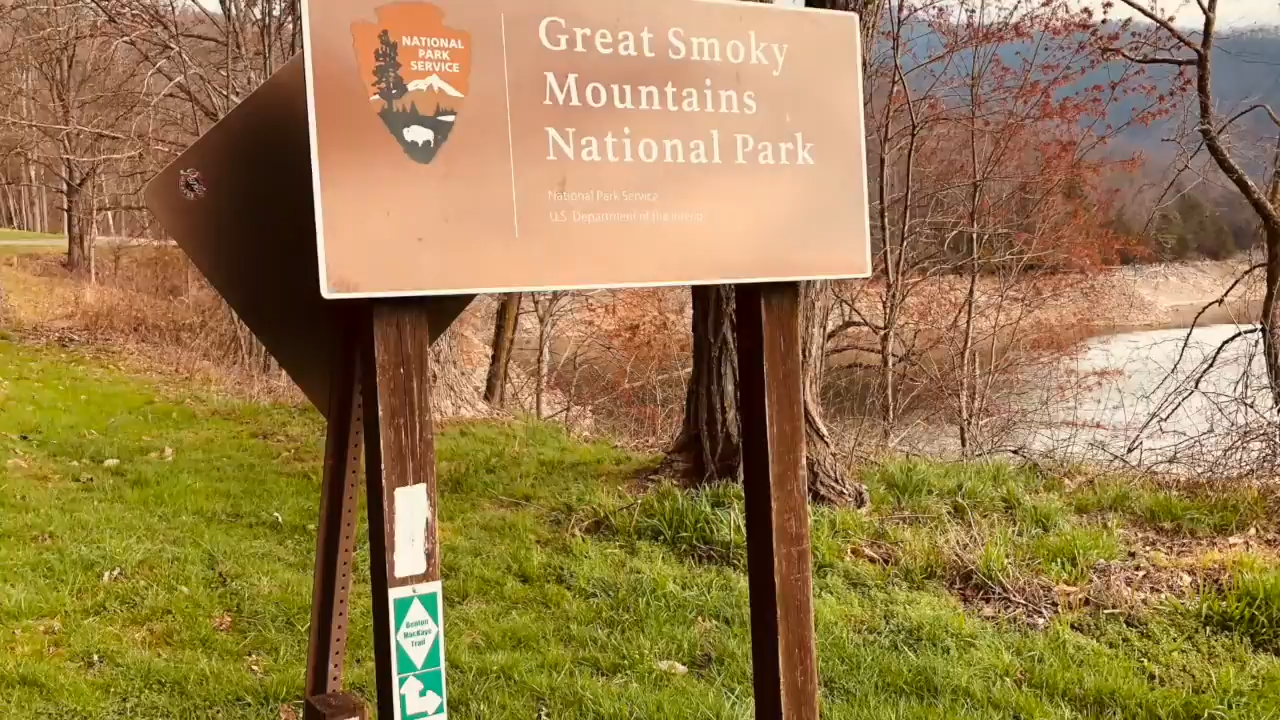 NATIONAL
PARK
SERVICE
Great Smoky
Mountains
National Park
National Park Service
U.S. Department of the Interior
Benton
MacKaye
Trail